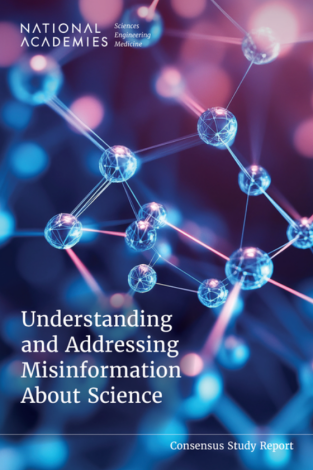 NATIONAL
ACADEMIES
Sciences
Engineering
Medicine
Understanding
and Addressing
Misinformation
About Science
Consensus Study Report